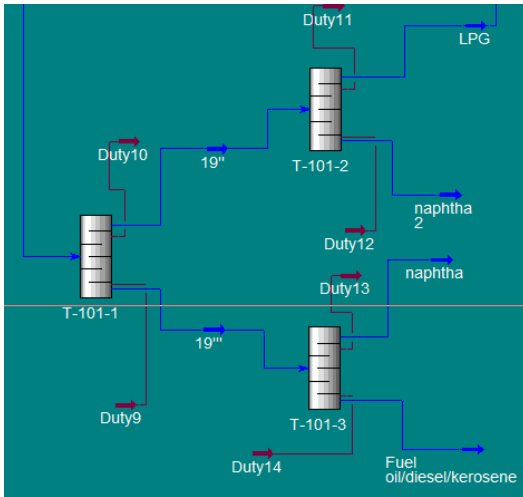 Duty11
LPG
Duty10
19"
T-101-2
naphtha
2
Duty12
naphtha
Duty13
T-101-1
19'"
Duty9
T-101-3
Duty14
Fuel
oil/diesel/kerosene